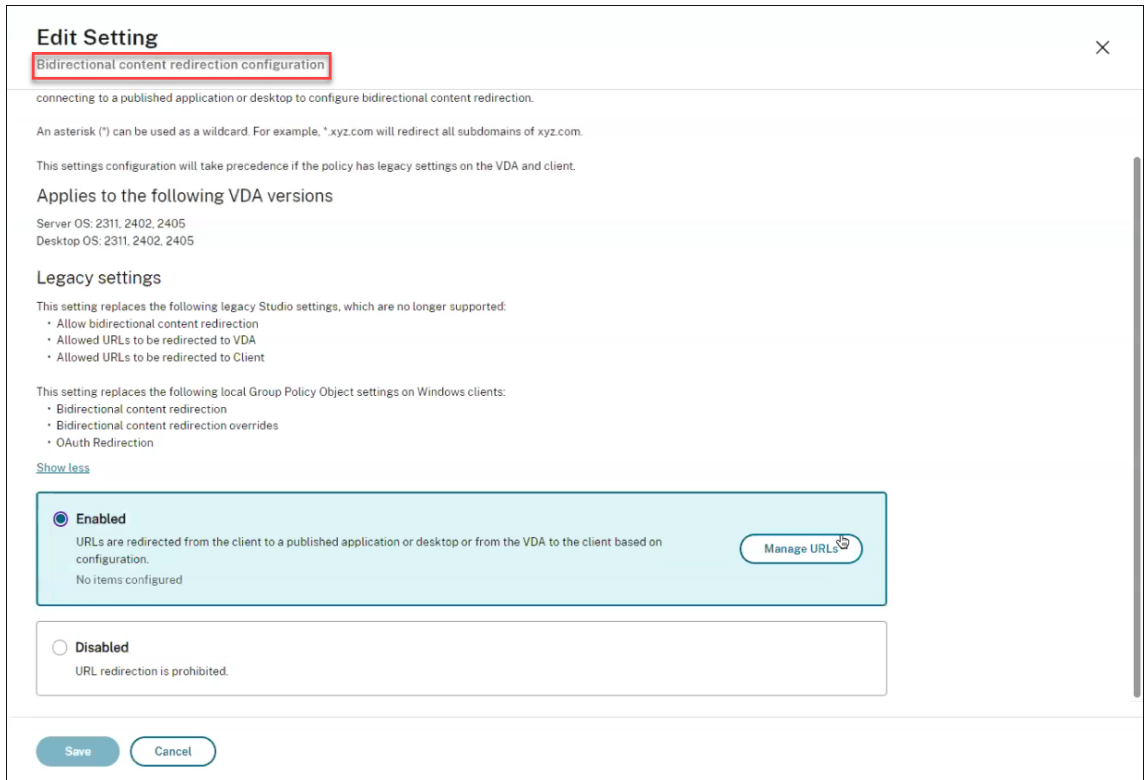 Edit Setting
Bidirectional content redirection configuration
connecting to a published application or desktop to configure bidirectional content redirection.
An asterisk (*) can be used as a wildcard. For example, *.xyz.com will redirect all subdomains of xyz.com.
This settings configuration will take precedence if the policy has legacy settings on the VDA and client.
Applies to the following VDA versions
Server OS: 2311, 2402, 2405
Desktop OS: 2311, 2402, 2405
Legacy settings
This setting replaces the following legacy Studio settings, which are no longer supported:
• Allow bidirectional content redirection
• Allowed URLs to be redirected to VDA
• Allowed URLs to be redirected to Client
This setting replaces the following local Group Policy Object settings on Windows clients:
• Bidirectional content redirection
• Bidirectional content redirection overrides
• OAuth Redirection
Show less
Enabled
URLs are redirected from the client to a published application or desktop or from the VDA to the client based on
configuration.
No items configured
Manage URLs
Disabled
URL redirection is prohibited.
Save
Cancel